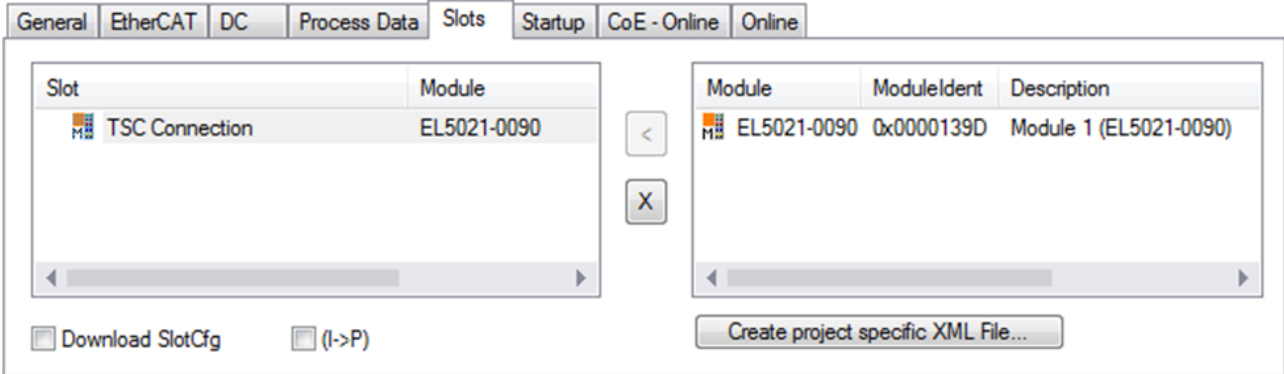 General EtherCAT DC Process Data Slots Startup CoE - Online Online
Slot Module
TSC Connection EL5021-0090
<
X
Module ModuleIdent Description
EL5021-0090 0x0000139D Module 1 (EL5021-0090)
Download SlotCfg (I->P)
Create project specific XML File...